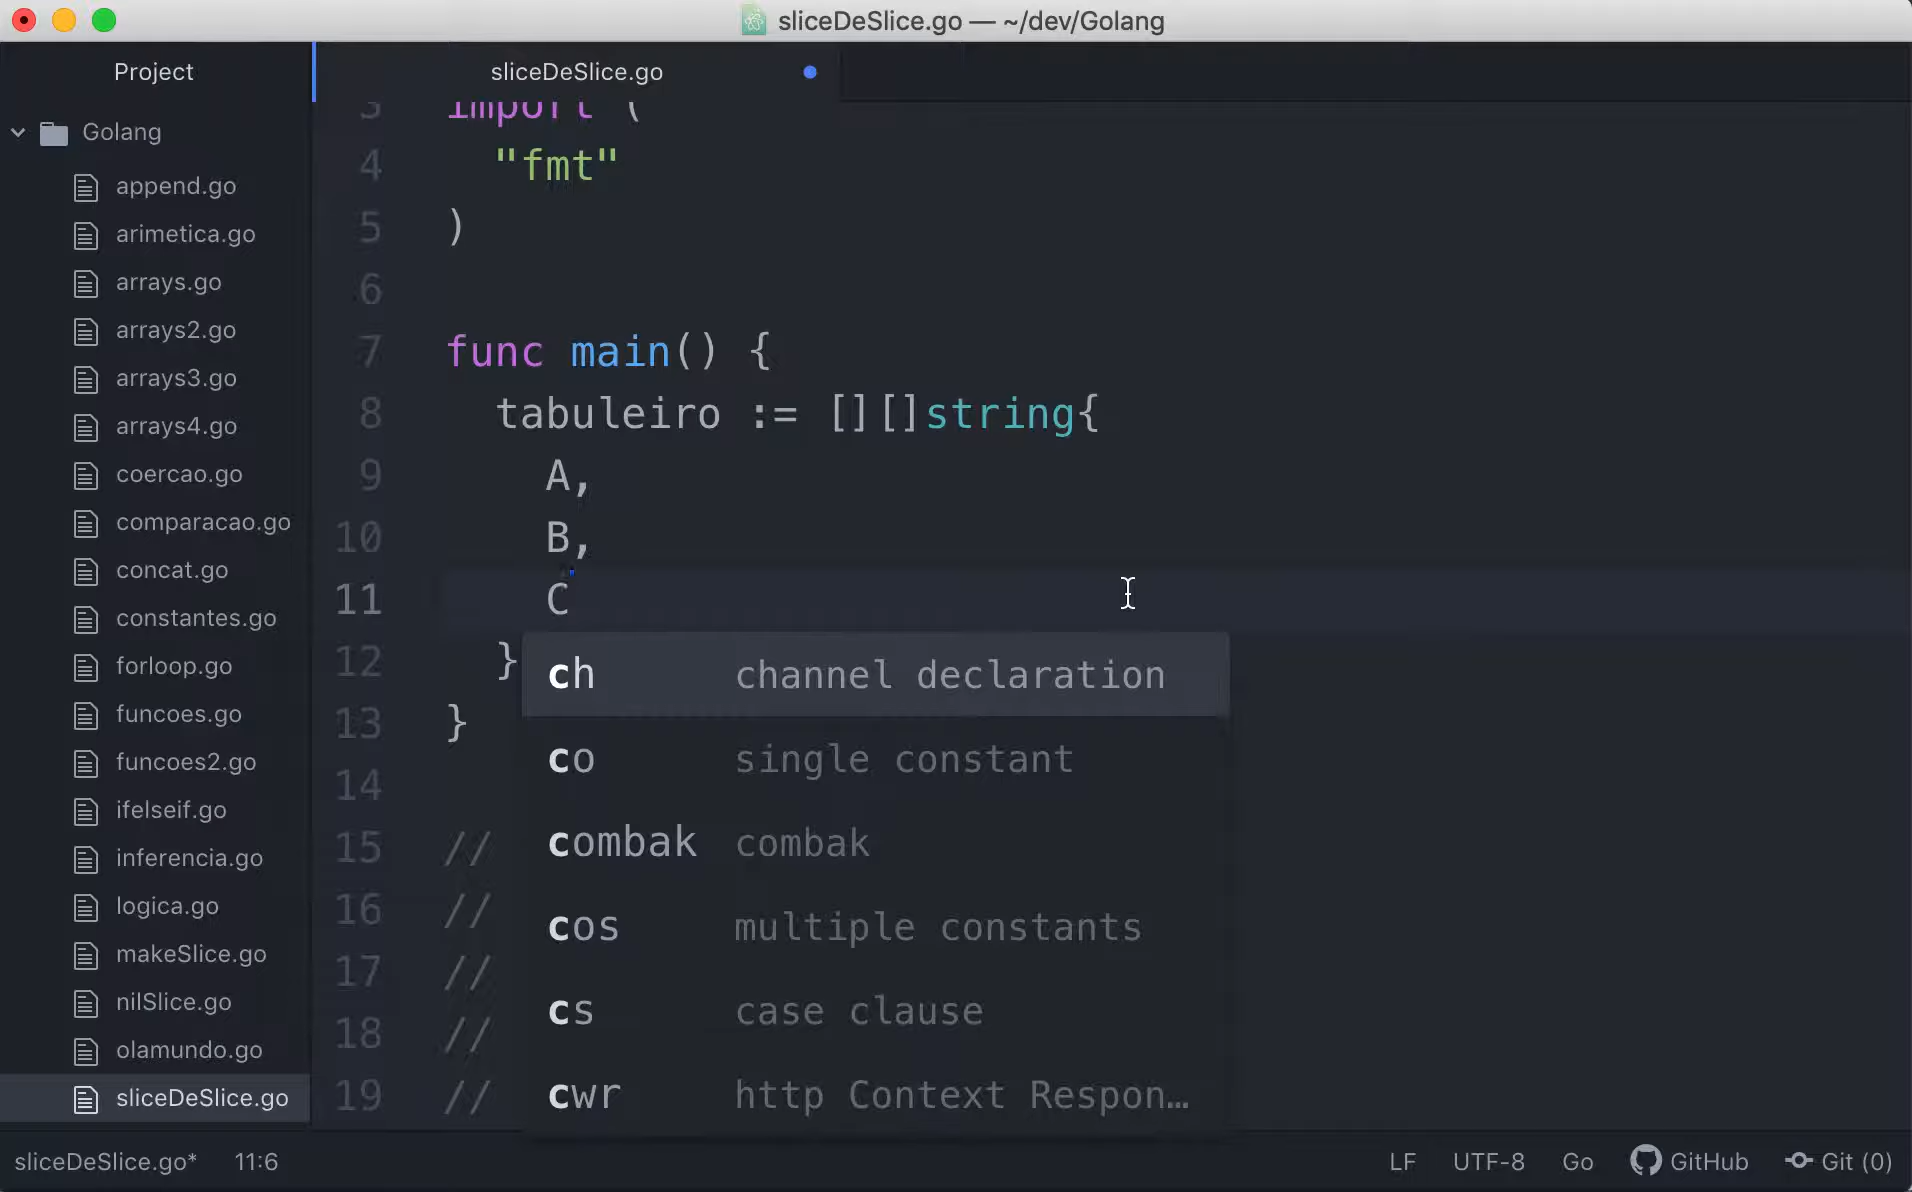 sliceDeSlice.go — ~/dev/Golang
Project
sliceDeSlice.go
Golang
append.go
arimetica.go
arrays.go
arrays2.go
arrays3.go
arrays4.go
coercao.go
comparacao.go
concat.go
constantes.go
forloop.go
funcoes.go
funcoes2.go
ifelseif.go
inferencia.go
logica.go
makeSlice.go
nilSlice.go
olamundo.go
sliceDeSlice.go
3 import (
4 "fmt"
5 )
6
7 func main() {
8 tabuleiro := [][]string{
9 A,
10 B,
11 C
12 }
13 }
14
15 //
16 //
17 //
18 //
19 //
ch channel declaration
co single constant
combak combak
cos multiple constants
cs case clause
cwr http Context Respon…
sliceDeSlice.go* 11:6 LF UTF-8 Go GitHub Git (0)